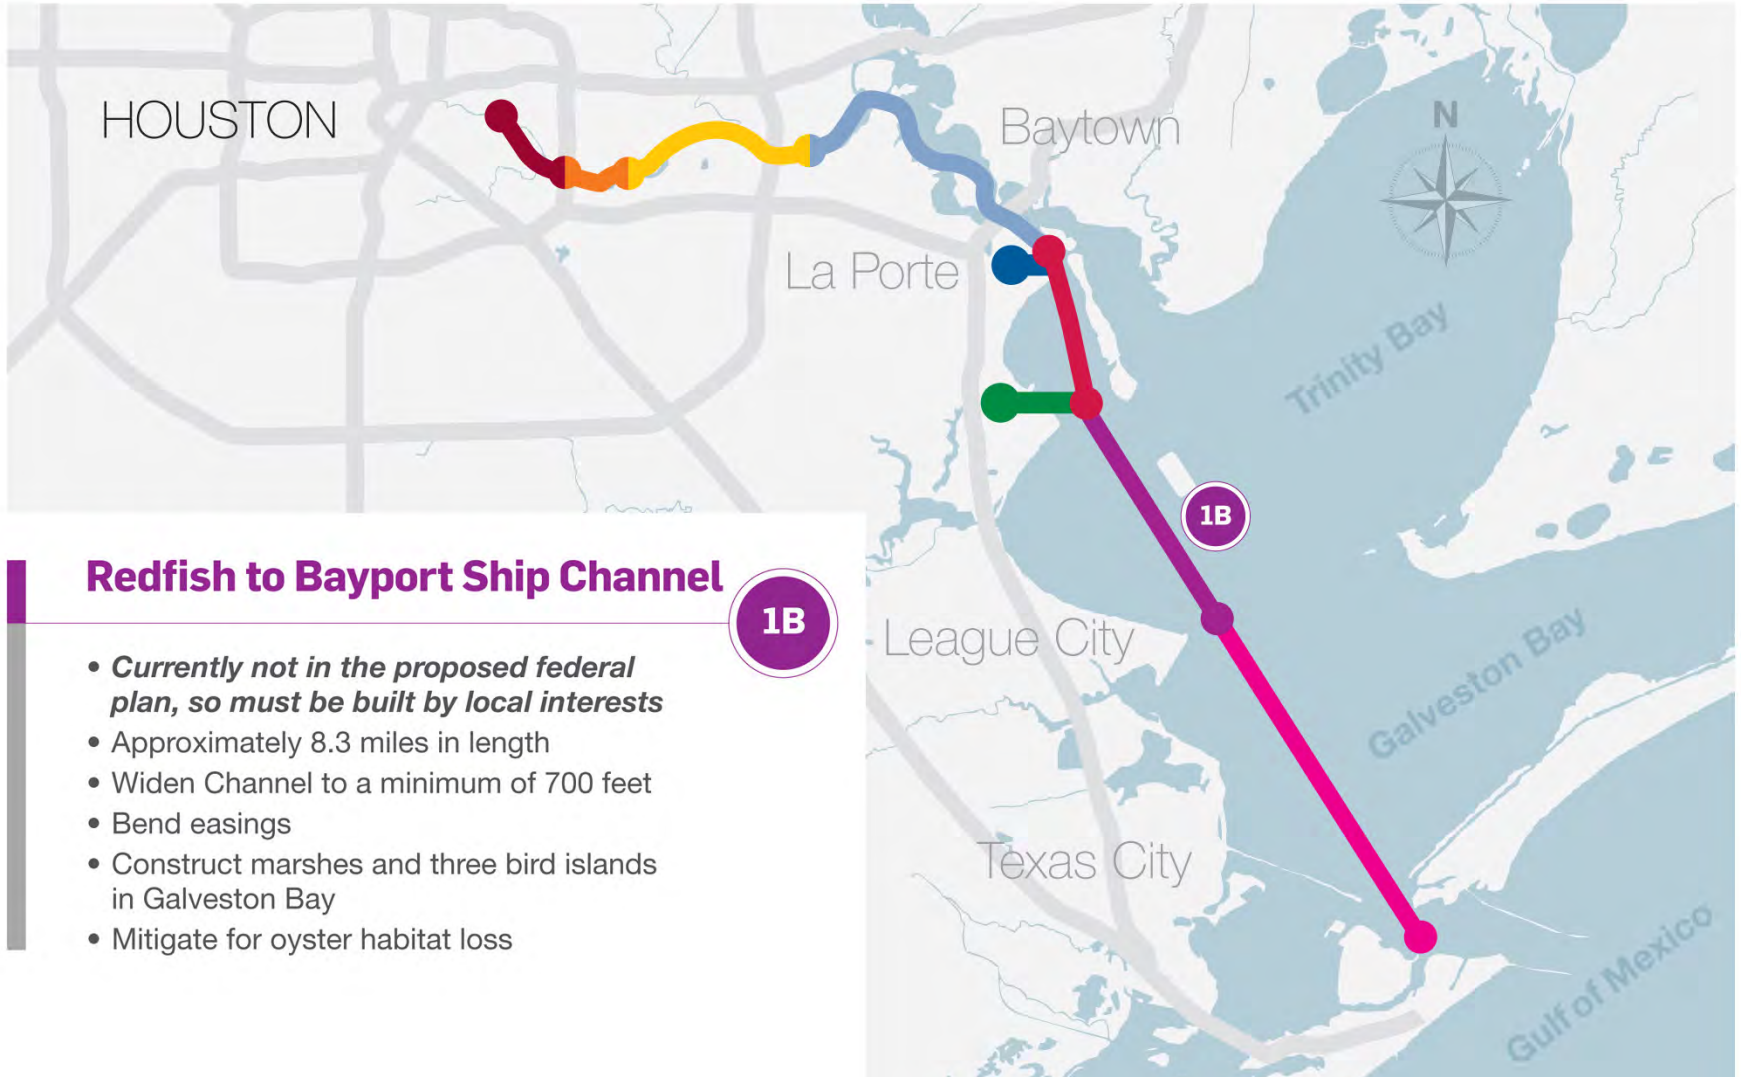 HOUSTON
Baytown
N
La Porte
Trinity Bay
1B
Redfish to Bayport Ship Channel
1B
• Currently not in the proposed federal
plan, so must be built by local interests
• Approximately 8.3 miles in length
• Widen Channel to a minimum of 700 feet
• Bend easings
• Construct marshes and three bird islands
in Galveston Bay
• Mitigate for oyster habitat loss
League City
Galveston Bay
Texas City
Gulf of Mexico